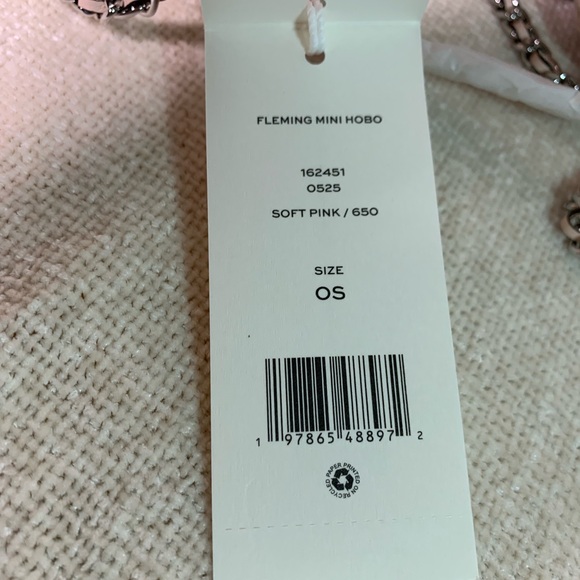 FLEMING MINI HOBO
162451
0525
SOFT PINK / 650
SIZE
OS
1 97865 48897 2
PRINTED ON RECYCLED PAPER